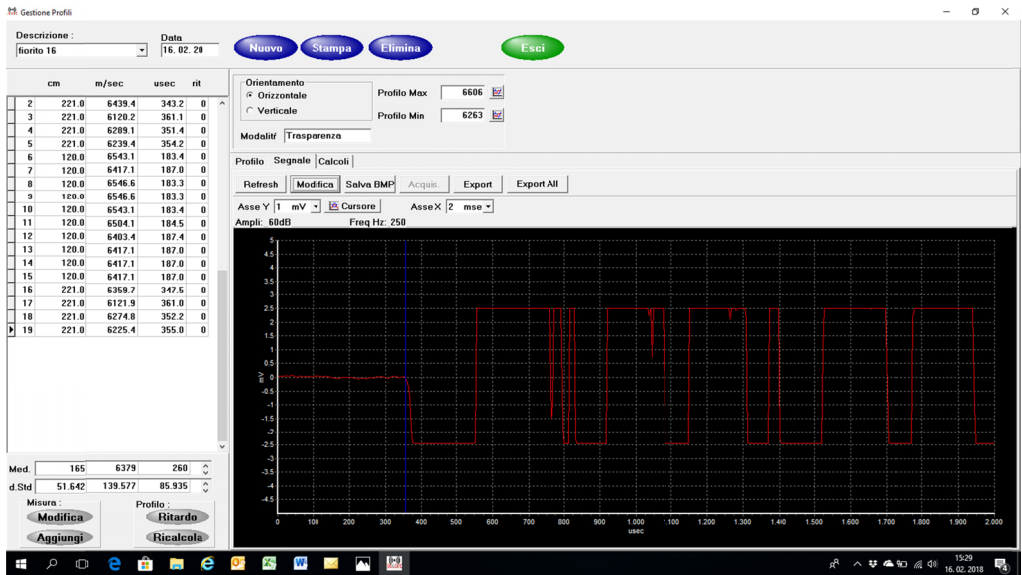 Gestione Profili
Descrizione :
fiorito 16
Data
16. 02. 20
Nuovo
Stampa
Elimina
Esci
cm m/sec usec rit
2 221.0 6439.4 343.2 0
3 221.0 6120.2 361.1 0
4 221.0 6289.1 351.4 0
5 221.0 6239.4 354.2 0
6 120.0 6543.1 183.4 0
7 120.0 6417.1 187.0 0
8 120.0 6546.6 183.3 0
9 120.0 6546.6 183.3 0
10 120.0 6543.1 183.4 0
11 120.0 6504.1 184.5 0
12 120.0 6403.4 187.4 0
13 120.0 6417.1 187.0 0
14 120.0 6417.1 187.0 0
15 120.0 6417.1 187.0 0
16 221.0 6359.7 347.5 0
17 221.0 6121.9 361.0 0
18 221.0 6274.8 352.2 0
19 221.0 6225.4 355.0 0
Med. 165 6379 260
d.Std 51.642 139.577 85.935
Misura :
Modifica
Aggiungi
Profilo :
Ritardo
Ricalcola
Orientamento
Orizzontale
Verticale
Profilo Max 6606
Profilo Min 6263
Modalitŕ Trasparenza
Profilo Segnale Calcoli
Refresh Modifica Salva BMP Acquis. Export Export All
Asse Y 1 mV Cursore Asse X 2 mse
Ampli: 60dB Freq Hz: 250
5
4.5
4
3.5
3
2.5
2
1.5
1
0.5
0
-0.5
-1
-1.5
-2
-2.5
-3
-3.5
-4
-4.5
mV
0 100 200 300 400 500 600 700 800 900 1.000 1.100 1.200 1.300 1.400 1.500 1.600 1.700 1.800 1.900 2.000
usec
15:29
16. 02. 2018
4